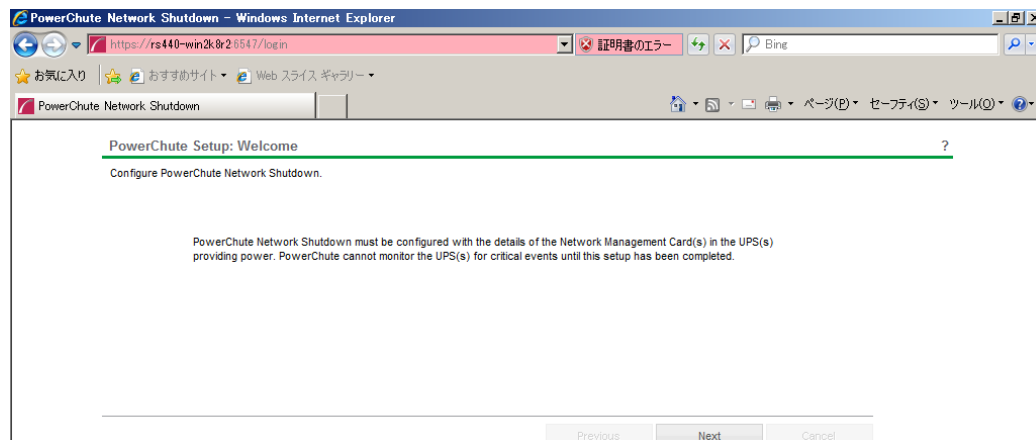 PowerChute Network Shutdown - Windows Internet Explorer
https://rs440-win2k8r2:6547/login
証明書のエラー
Bing
お気に入り
おすすめサイト
Web スライス ギャラリー
PowerChute Network Shutdown
ページ(P) セーフティ(S) ツール(O)
PowerChute Setup: Welcome ?
Configure PowerChute Network Shutdown.
PowerChute Network Shutdown must be configured with the details of the Network Management Card(s) in the UPS(s)
providing power. PowerChute cannot monitor the UPS(s) for critical events until this setup has been completed.
Previous Next Cancel